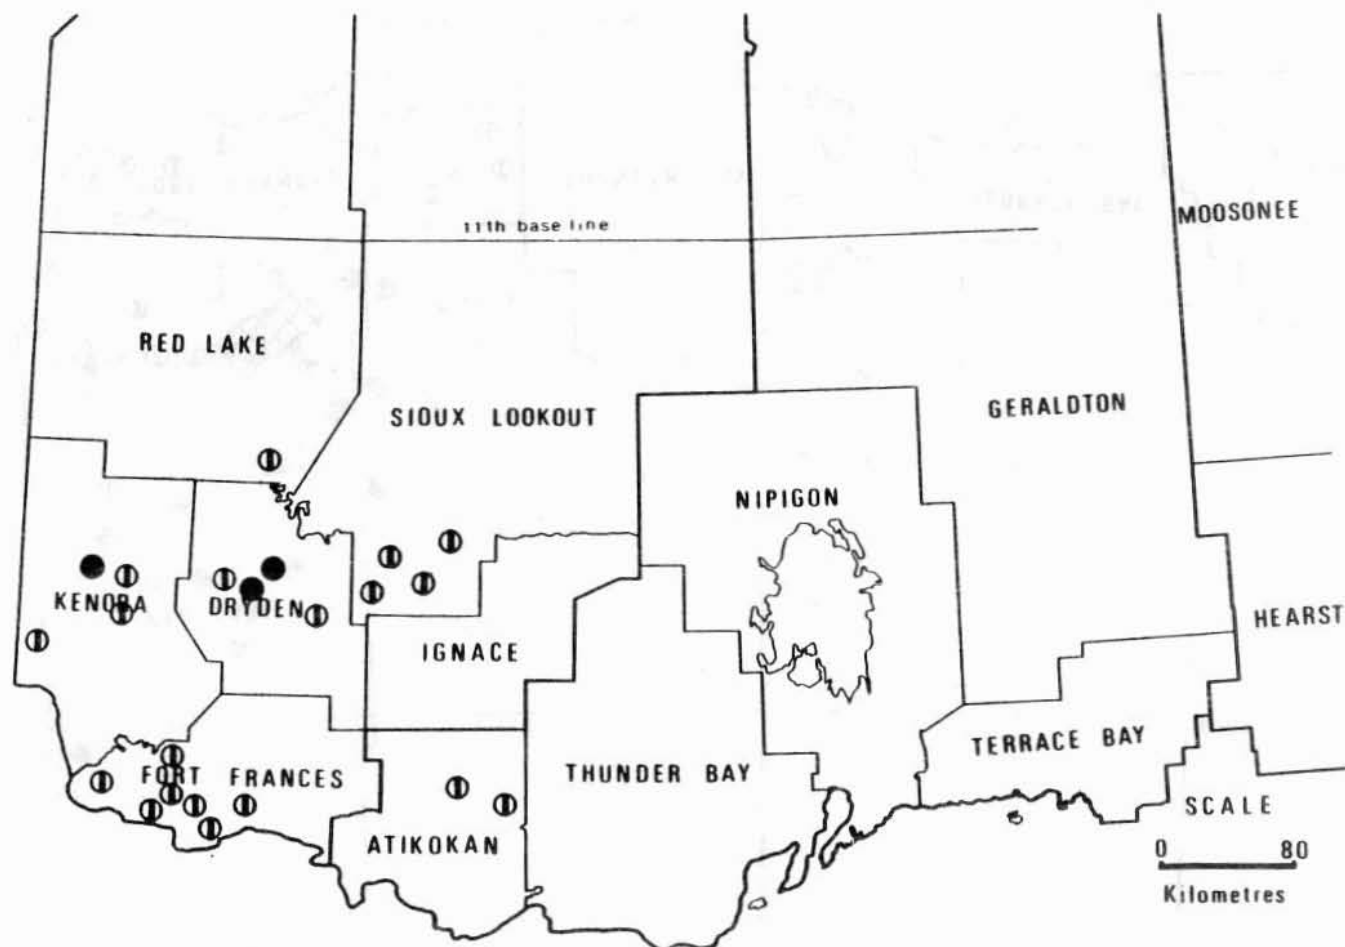 MOOSONEE
11th base line
RED LAKE
SIOUX LOOKOUT
GERALDTON
NIPIGON
KENORA
DRYDEN
HEARST
IGNACE
TERRACE BAY
FORT FRANCES
THUNDER BAY
ATIKOKAN
SCALE
0 80
Kilometres